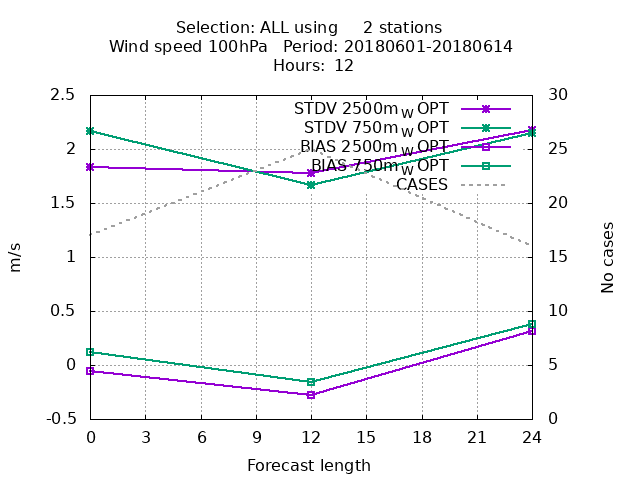 Selection: ALL using 2 stations
Wind speed 100hPa Period: 20180601-20180614
Hours: 12
2.5
30
STDV 2500m W OPT
STDV 750m W OPT
2
25
BIAS 2500m W OPT
BIAS 750m W OPT
CASES
1.5
20
m/s
1
15
No cases
0.5
10
0
5
-0.5
0
0 3 6 9 12 15 18 21 24
Forecast length